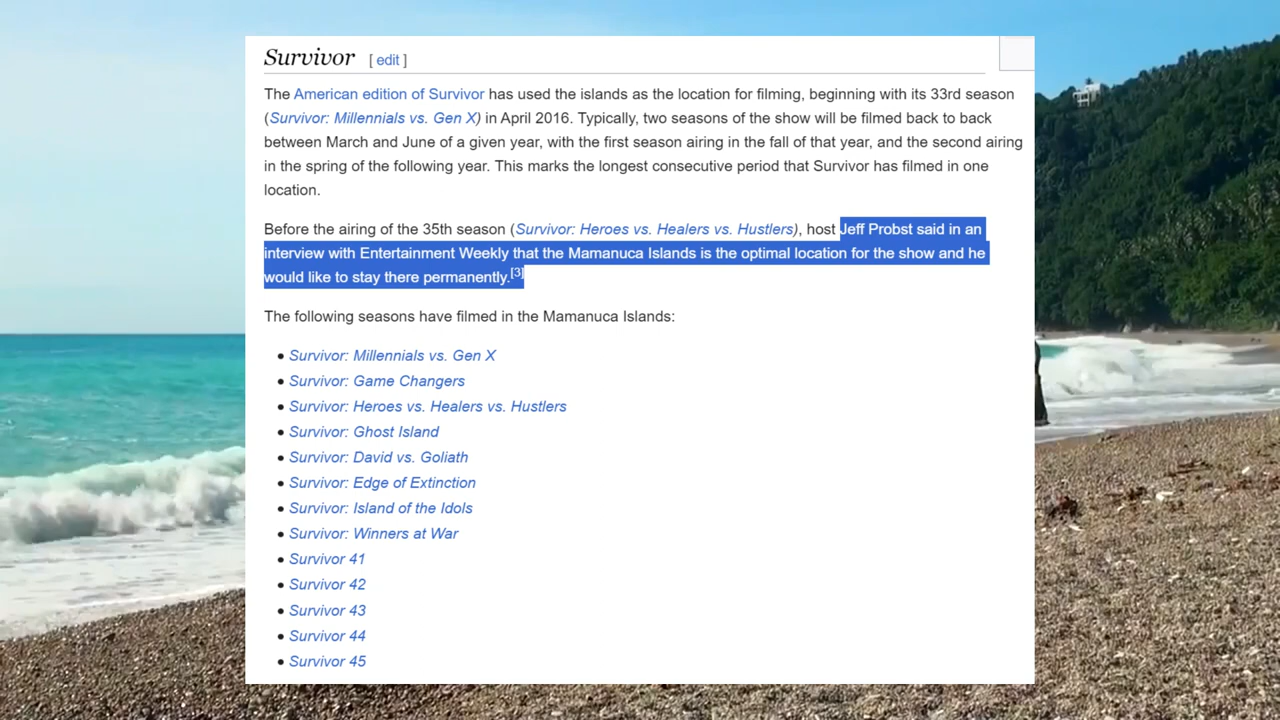 Survivor [ edit ]
The American edition of Survivor has used the islands as the location for filming, beginning with its 33rd season
(Survivor: Millennials vs. Gen X) in April 2016. Typically, two seasons of the show will be filmed back to back
between March and June of a given year, with the first season airing in the fall of that year, and the second airing
in the spring of the following year. This marks the longest consecutive period that Survivor has filmed in one
location.
Before the airing of the 35th season (Survivor: Heroes vs. Healers vs. Hustlers), host Jeff Probst said in an
interview with Entertainment Weekly that the Mamanuca Islands is the optimal location for the show and he
would like to stay there permanently.[3]
The following seasons have filmed in the Mamanuca Islands:
• Survivor: Millennials vs. Gen X
• Survivor: Game Changers
• Survivor: Heroes vs. Healers vs. Hustlers
• Survivor: Ghost Island
• Survivor: David vs. Goliath
• Survivor: Edge of Extinction
• Survivor: Island of the Idols
• Survivor: Winners at War
• Survivor 41
• Survivor 42
• Survivor 43
• Survivor 44
• Survivor 45